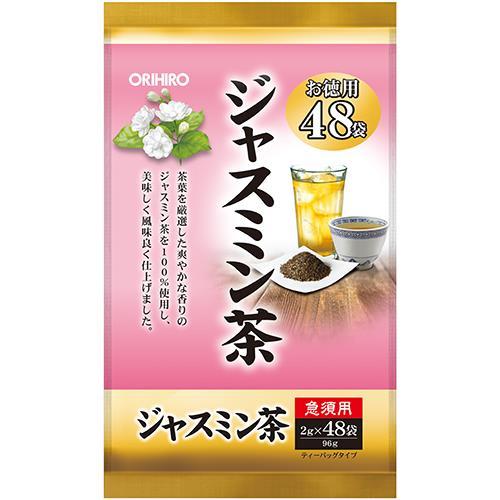 ORIHIRO
お徳用
48袋
ジャスミン茶
茶葉を厳選した爽やかな香りの
ジャスミン茶を100%使用し、
美味しく風味良く仕上げました。
ジャスミン茶
急須用
2g×48袋
96g
ティーバッグタイプ